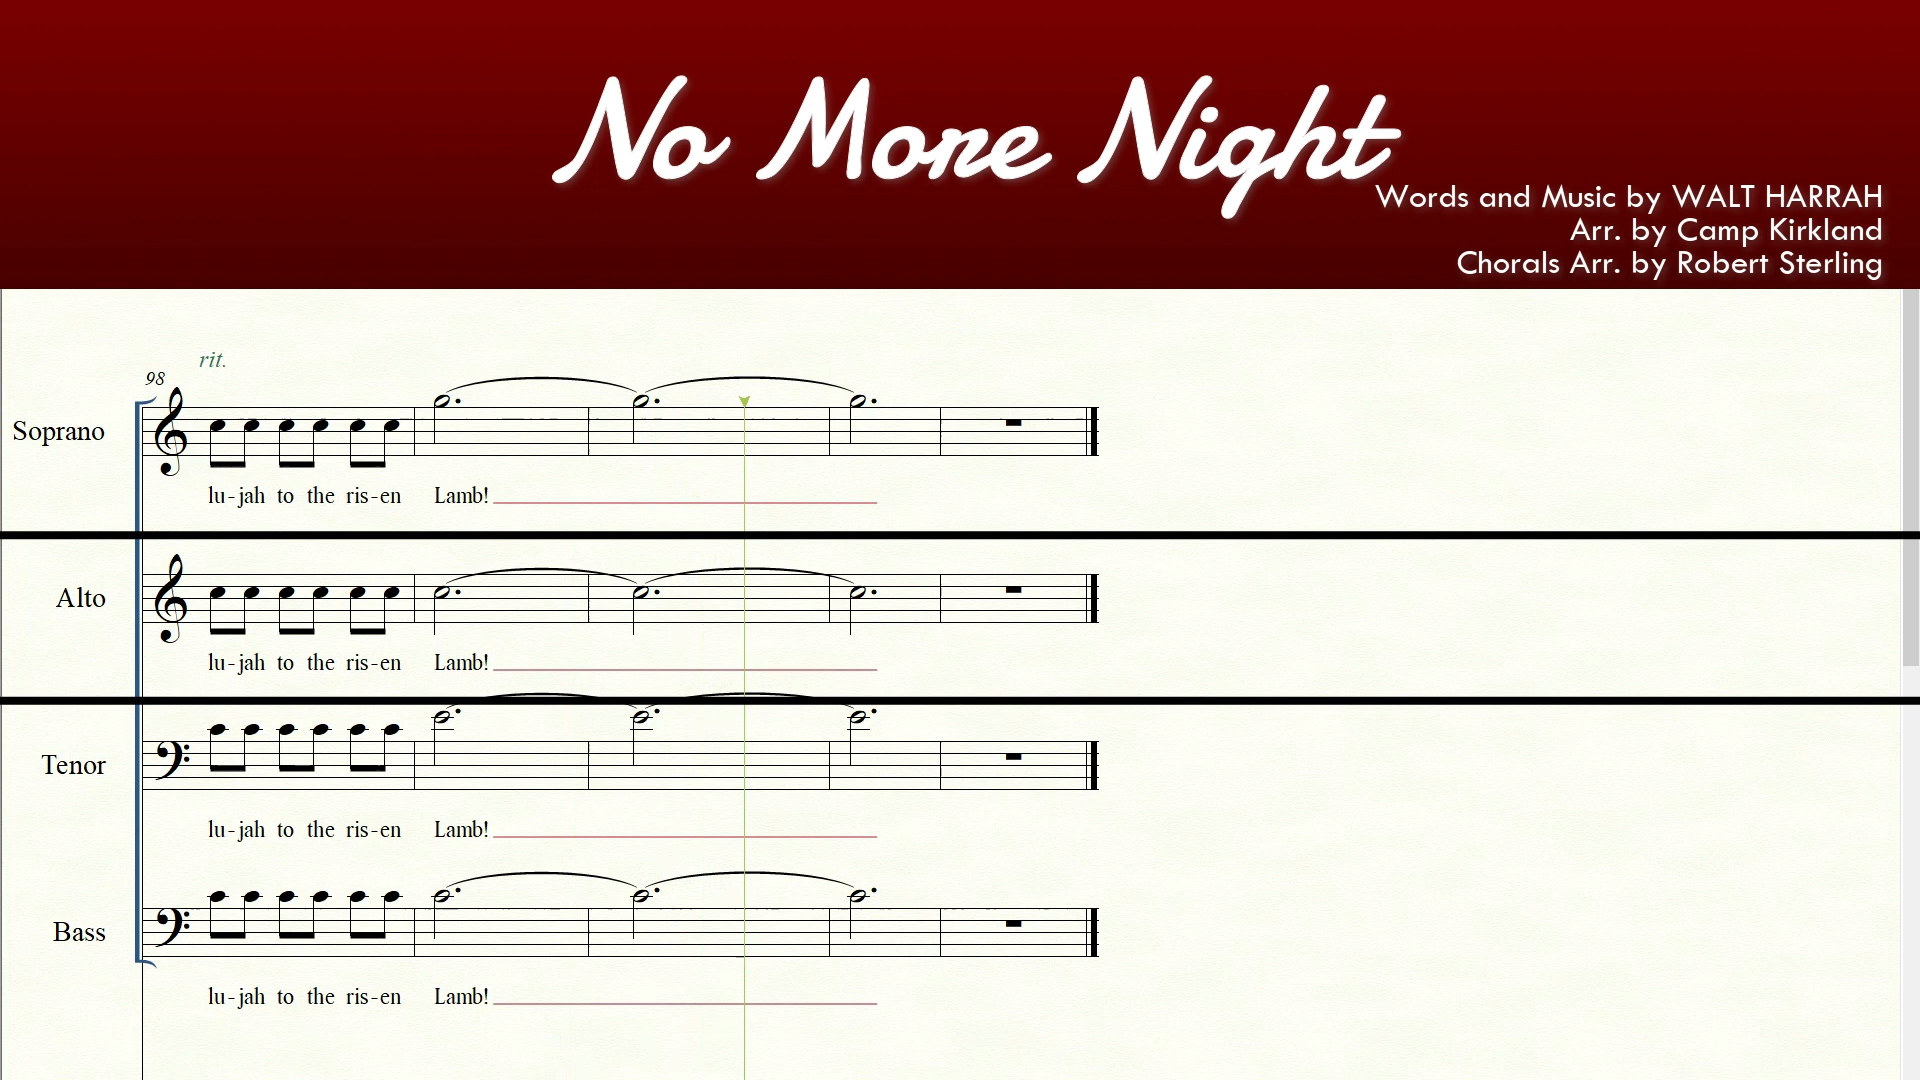 No More Night
Words and Music by WALT HARRAH
Arr. by Camp Kirkland
Chorals Arr. by Robert Sterling
rit.
98
Soprano
lu-jah to the ris-en Lamb!
Alto
lu-jah to the ris-en Lamb!
Tenor
lu-jah to the ris-en Lamb!
Bass
lu-jah to the ris-en Lamb!